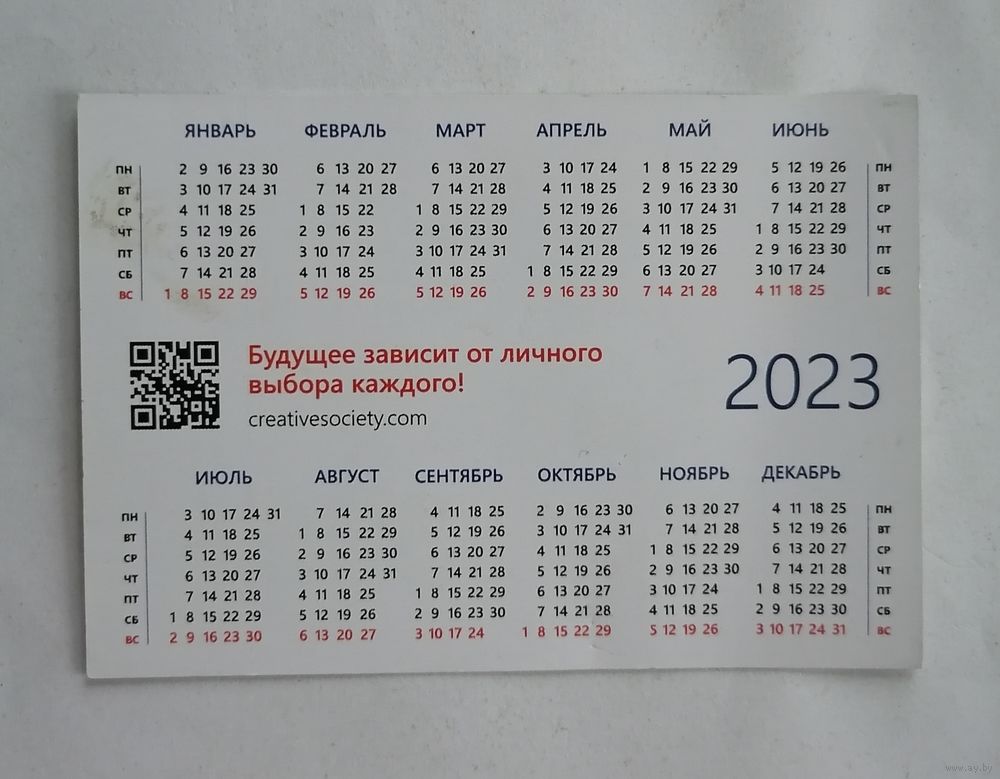 ЯНВАРЬ ФЕВРАЛЬ МАРТ АПРЕЛЬ МАЙ ИЮНЬ
ПН 2 9 16 23 30 6 13 20 27 6 13 20 27 3 10 17 24 1 8 15 22 29 5 12 19 26 ПН
ВТ 3 10 17 24 31 7 14 21 28 7 14 21 28 4 11 18 25 2 9 16 23 30 6 13 20 27 ВТ
СР 4 11 18 25 1 8 15 22 1 8 15 22 29 5 12 19 26 3 10 17 24 31 7 14 21 28 СР
ЧТ 5 12 19 26 2 9 16 23 2 9 16 23 30 6 13 20 27 4 11 18 25 1 8 15 22 29 ЧТ
ПТ 6 13 20 27 3 10 17 24 3 10 17 24 31 7 14 21 28 5 12 19 26 2 9 16 23 30 ПТ
СБ 7 14 21 28 4 11 18 25 4 11 18 25 1 8 15 22 29 6 13 20 27 3 10 17 24 СБ
ВС 1 8 15 22 29 5 12 19 26 5 12 19 26 2 9 16 23 30 7 14 21 28 4 11 18 25 ВС
Будущее зависит от личного
выбора каждого!
creativesociety.com
2023
ИЮЛЬ АВГУСТ СЕНТЯБРЬ ОКТЯБРЬ НОЯБРЬ ДЕКАБРЬ
ПН 3 10 17 24 31 7 14 21 28 4 11 18 25 2 9 16 23 30 6 13 20 27 4 11 18 25 ПН
ВТ 4 11 18 25 1 8 15 22 29 5 12 19 26 3 10 17 24 31 7 14 21 28 5 12 19 26 ВТ
СР 5 12 19 26 2 9 16 23 30 6 13 20 27 4 11 18 25 1 8 15 22 29 6 13 20 27 СР
ЧТ 6 13 20 27 3 10 17 24 31 7 14 21 28 5 12 19 26 2 9 16 23 30 7 14 21 28 ЧТ
ПТ 7 14 21 28 4 11 18 25 1 8 15 22 29 6 13 20 27 3 10 17 24 1 8 15 22 29 ПТ
СБ 1 8 15 22 29 5 12 19 26 2 9 16 23 30 7 14 21 28 4 11 18 25 2 9 16 23 30 СБ
ВС 2 9 16 23 30 6 13 20 27 3 10 17 24 1 8 15 22 29 5 12 19 26 3 10 17 24 31 ВС
www.ay.by